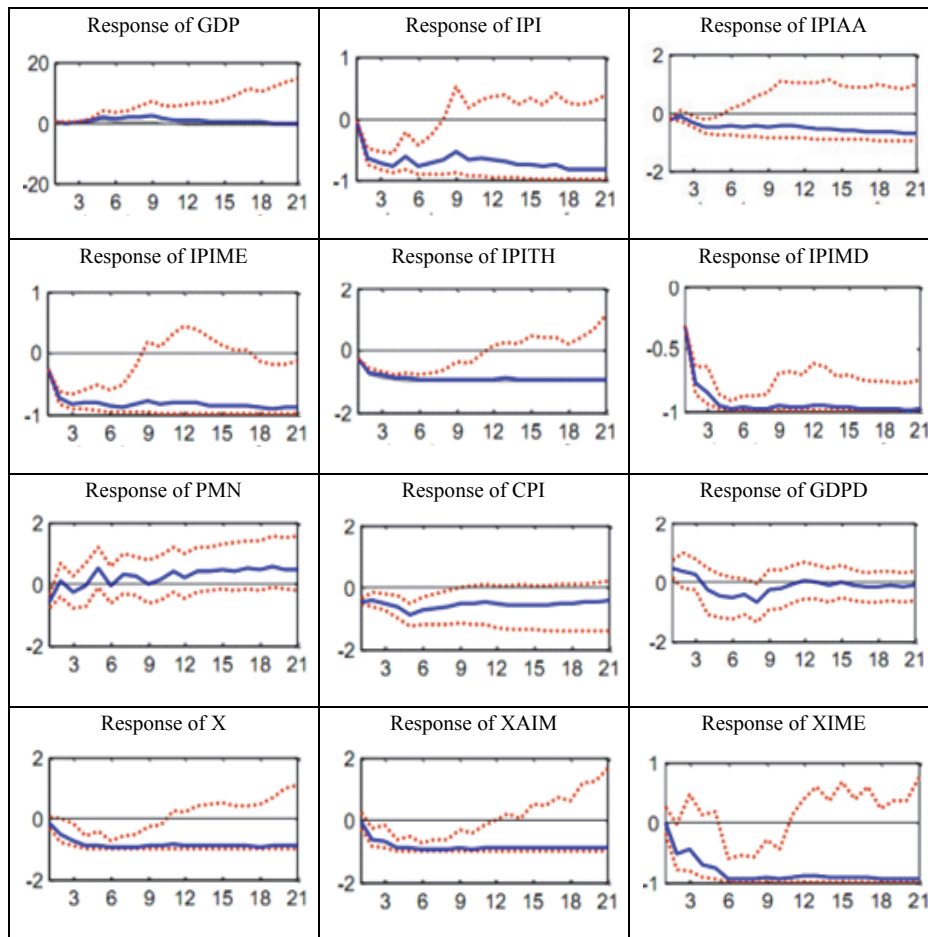 Response of GDP
20
0
-20
3 6 9 12 15 18 21
Response of IPI
1
0
-1
3 6 9 12 15 18 21
Response of IPIAA
2
0
-2
3 6 9 12 15 18 21
Response of IPIME
1
0
-1
3 6 9 12 15 18 21
Response of IPITH
2
0
-2
3 6 9 12 15 18 21
Response of IPIMD
0
-0.5
-1
3 6 9 12 15 18 21
Response of PMN
2
0
-2
3 6 9 12 15 18 21
Response of CPI
2
0
-2
3 6 9 12 15 18 21
Response of GDPD
2
0
-2
3 6 9 12 15 18 21
Response of X
2
0
-2
3 6 9 12 15 18 21
Response of XAIM
2
0
-2
3 6 9 12 15 18 21
Response of XIME
1
0
-1
3 6 9 12 15 18 21